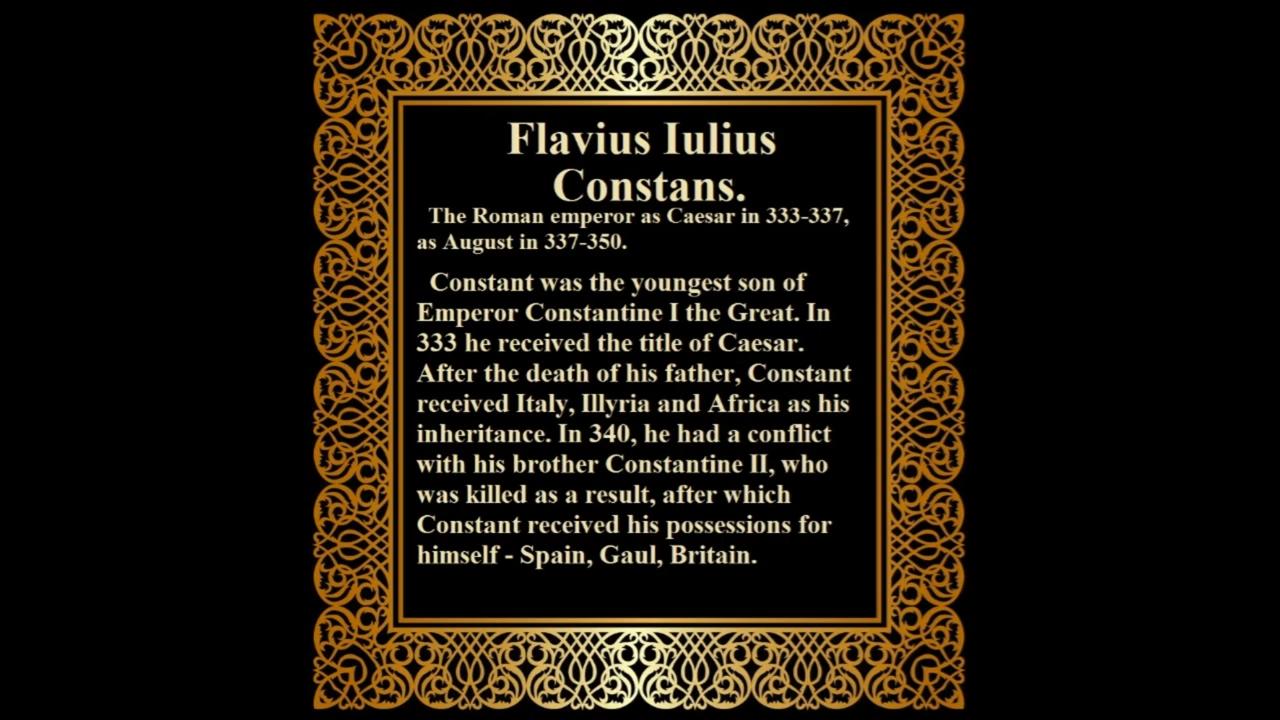 Flavius Iulius
Constans.
The Roman emperor as Caesar in 333-337,
as August in 337-350.
Constant was the youngest son of
Emperor Constantine I the Great. In
333 he received the title of Caesar.
After the death of his father, Constant
received Italy, Illyria and Africa as his
inheritance. In 340, he had a conflict
with his brother Constantine II, who
was killed as a result, after which
Constant received his possessions for
himself - Spain, Gaul, Britain.